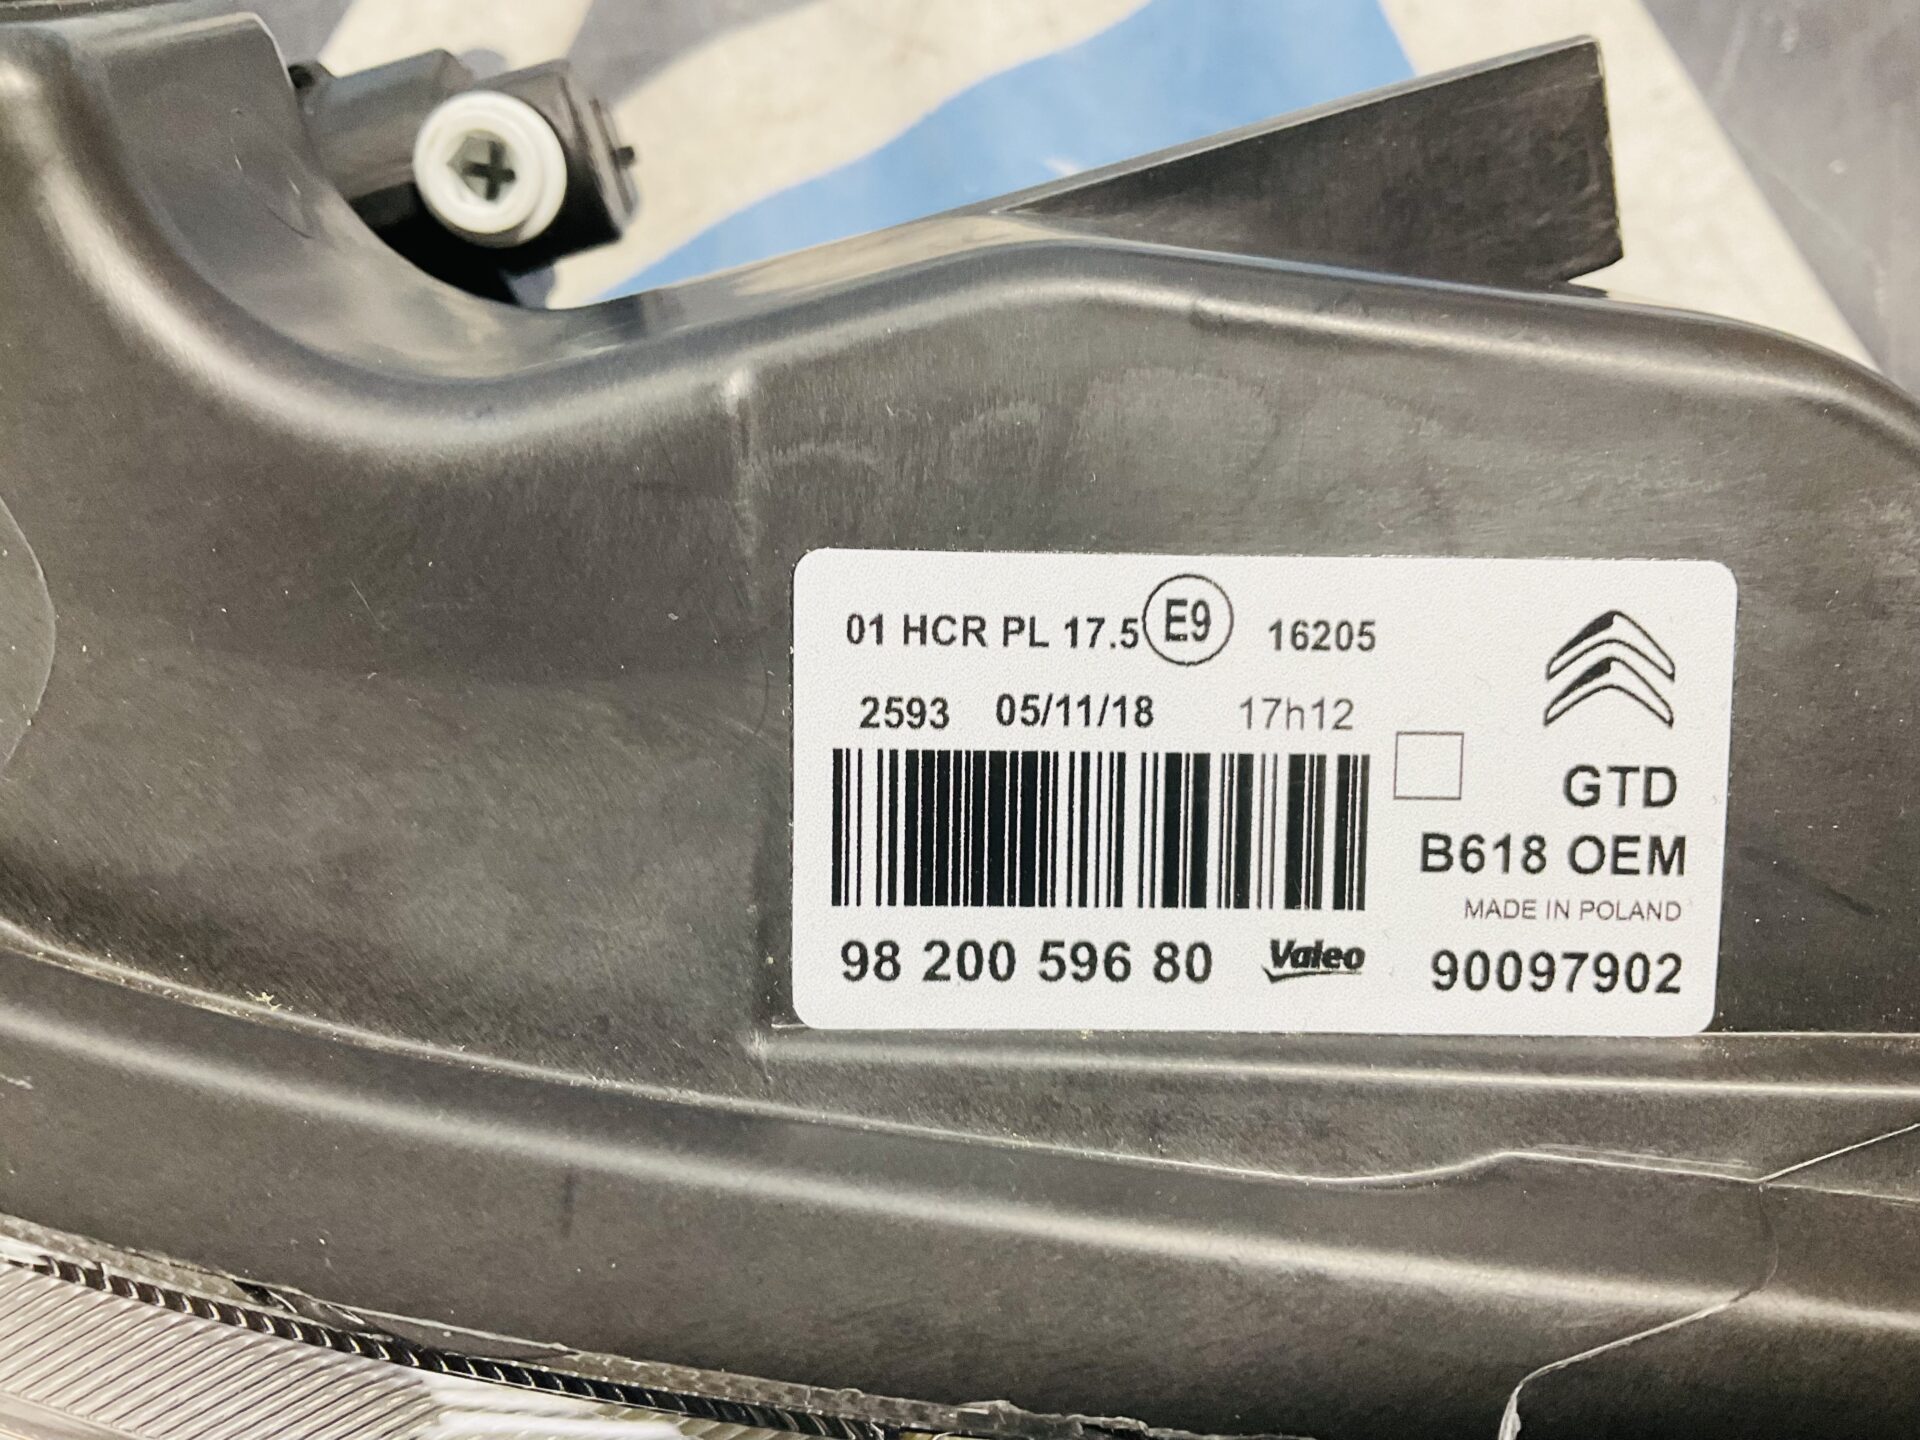 01 HCR PL 17.5 E9 16205
2593 05/11/18 17h12
GTD
B618 OEM
MADE IN POLAND
98 200 596 80 Valeo 90097902